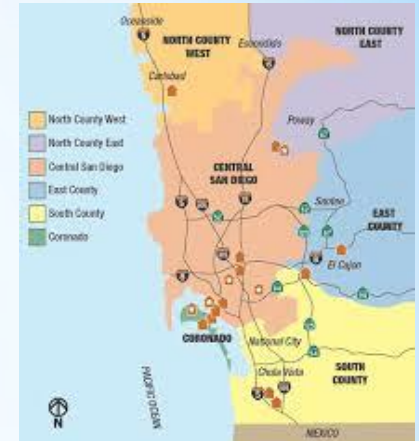 Oceanside
NORTH COUNTY
WEST
Escondido
NORTH COUNTY
EAST
Carlsbad
Poway
North County West
North County East
Central San Diego
East County
South County
Coronado
CENTRAL
SAN DIEGO
Santee
EAST
COUNTY
El Cajon
CORONADO
National City
Chula Vista
SOUTH
COUNTY
PACIFIC OCEAN
N
MEXICO